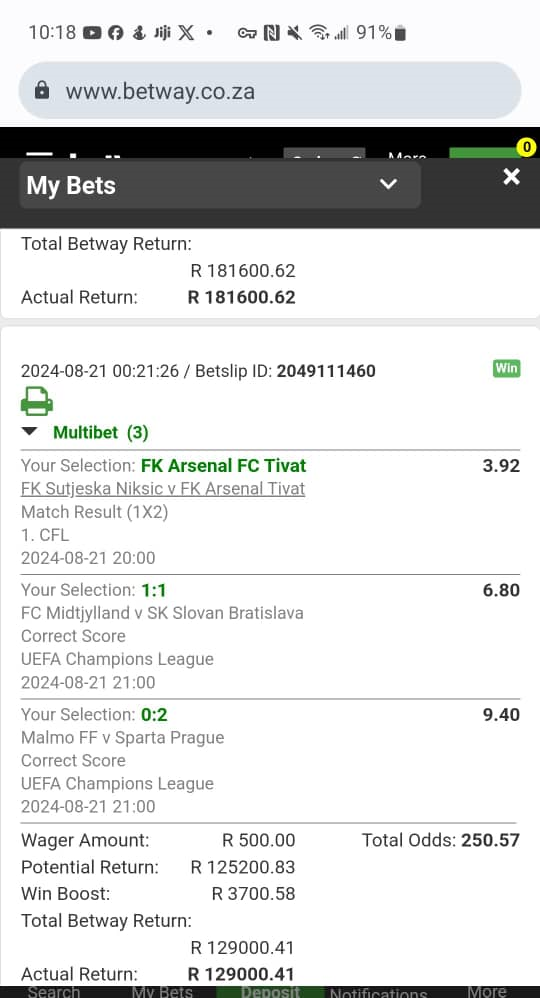 10:18 jiji X • 91%
www.betway.co.za
0
More
My Bets ×
Total Betway Return:
R 181600.62
Actual Return: R 181600.62
2024-08-21 00:21:26 / Betslip ID: 2049111460 Win
Multibet (3)
Your Selection: FK Arsenal FC Tivat 3.92
FK Sutjeska Niksic v FK Arsenal Tivat
Match Result (1X2)
1. CFL
2024-08-21 20:00
Your Selection: 1:1 6.80
FC Midtjylland v SK Slovan Bratislava
Correct Score
UEFA Champions League
2024-08-21 21:00
Your Selection: 0:2 9.40
Malmo FF v Sparta Prague
Correct Score
UEFA Champions League
2024-08-21 21:00
Wager Amount: R 500.00 Total Odds: 250.57
Potential Return: R 125200.83
Win Boost: R 3700.58
Total Betway Return:
R 129000.41
Actual Return: R 129000.41
Search My Bets Deposit Notifications More